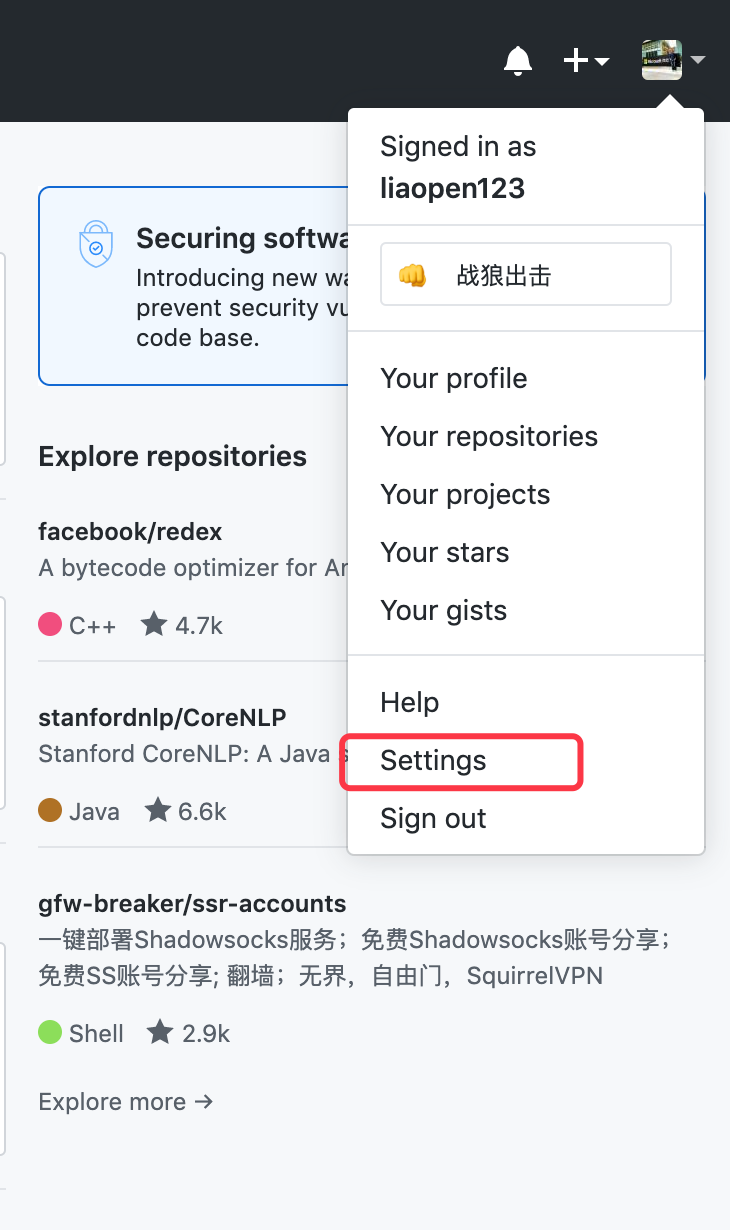 Signed in as
liaopen123
👊 战狼出击
Your profile
Your repositories
Your projects
Your stars
Your gists
Help
Settings
Sign out
Securing softwa
Introducing new wa
prevent security vu
code base.
Explore repositories
facebook/redex
A bytecode optimizer for An
C++ 4.7k
stanfordnlp/CoreNLP
Stanford CoreNLP: A Java s
Java 6.6k
gfw-breaker/ssr-accounts
一键部署Shadowsocks服务；免费Shadowsocks账号分享；
免费SS账号分享; 翻墙；无界，自由门，SquirrelVPN
Shell 2.9k
Explore more →